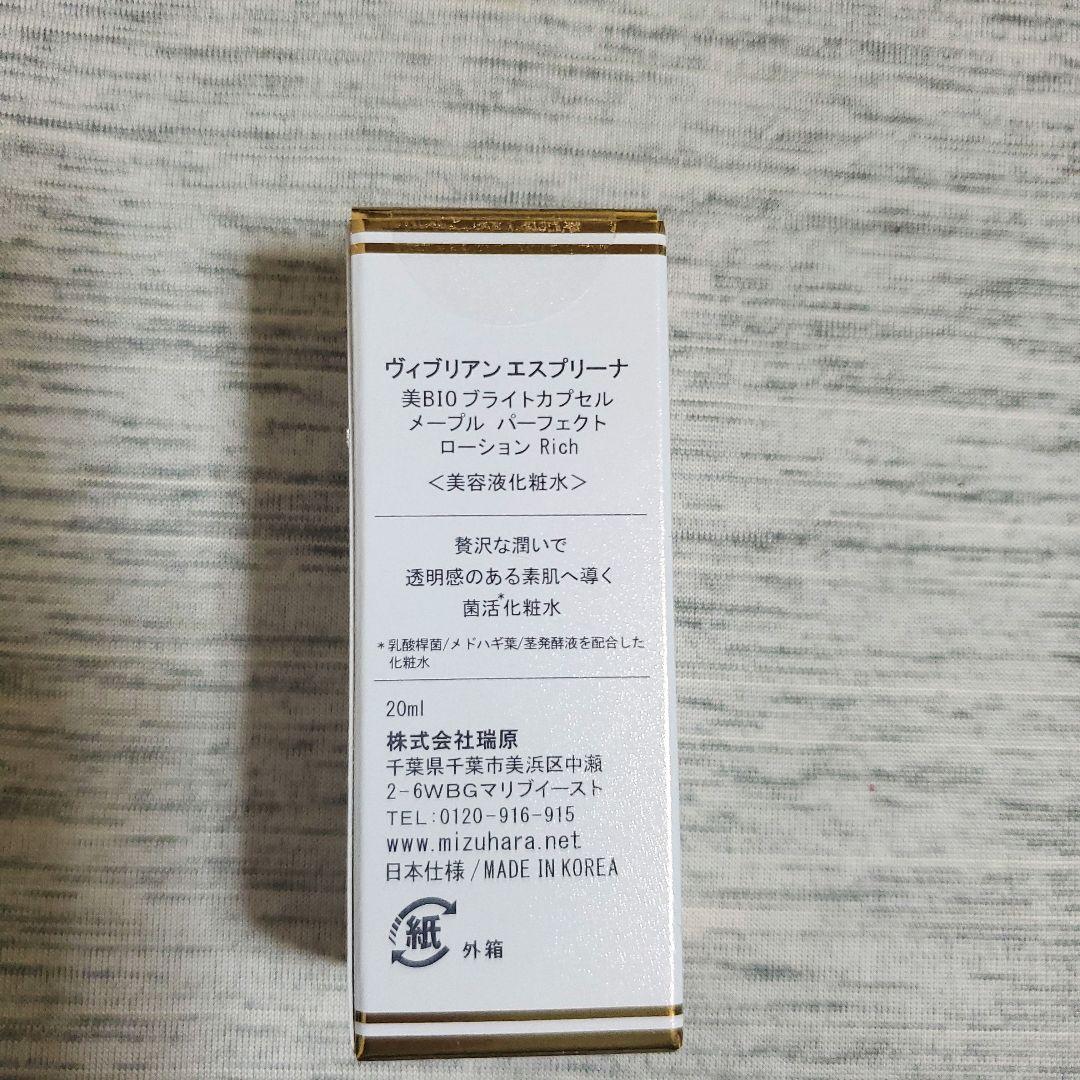 ヴィブリアン エスプリーナ
美BIO ブライトカプセル
メープル パーフェクト
ローション Rich
＜美容液化粧水＞
贅沢な潤いで
透明感のある素肌へ導く
菌活*化粧水
*乳酸桿菌/メドハギ葉/茎発酵液を配合した
化粧水
20ml
株式会社瑞原
千葉県千葉市美浜区中瀬
2-6WBGマリブイースト
TEL:0120-916-915
www.mizuhara.net
日本仕様/MADE IN KOREA
紙 外箱